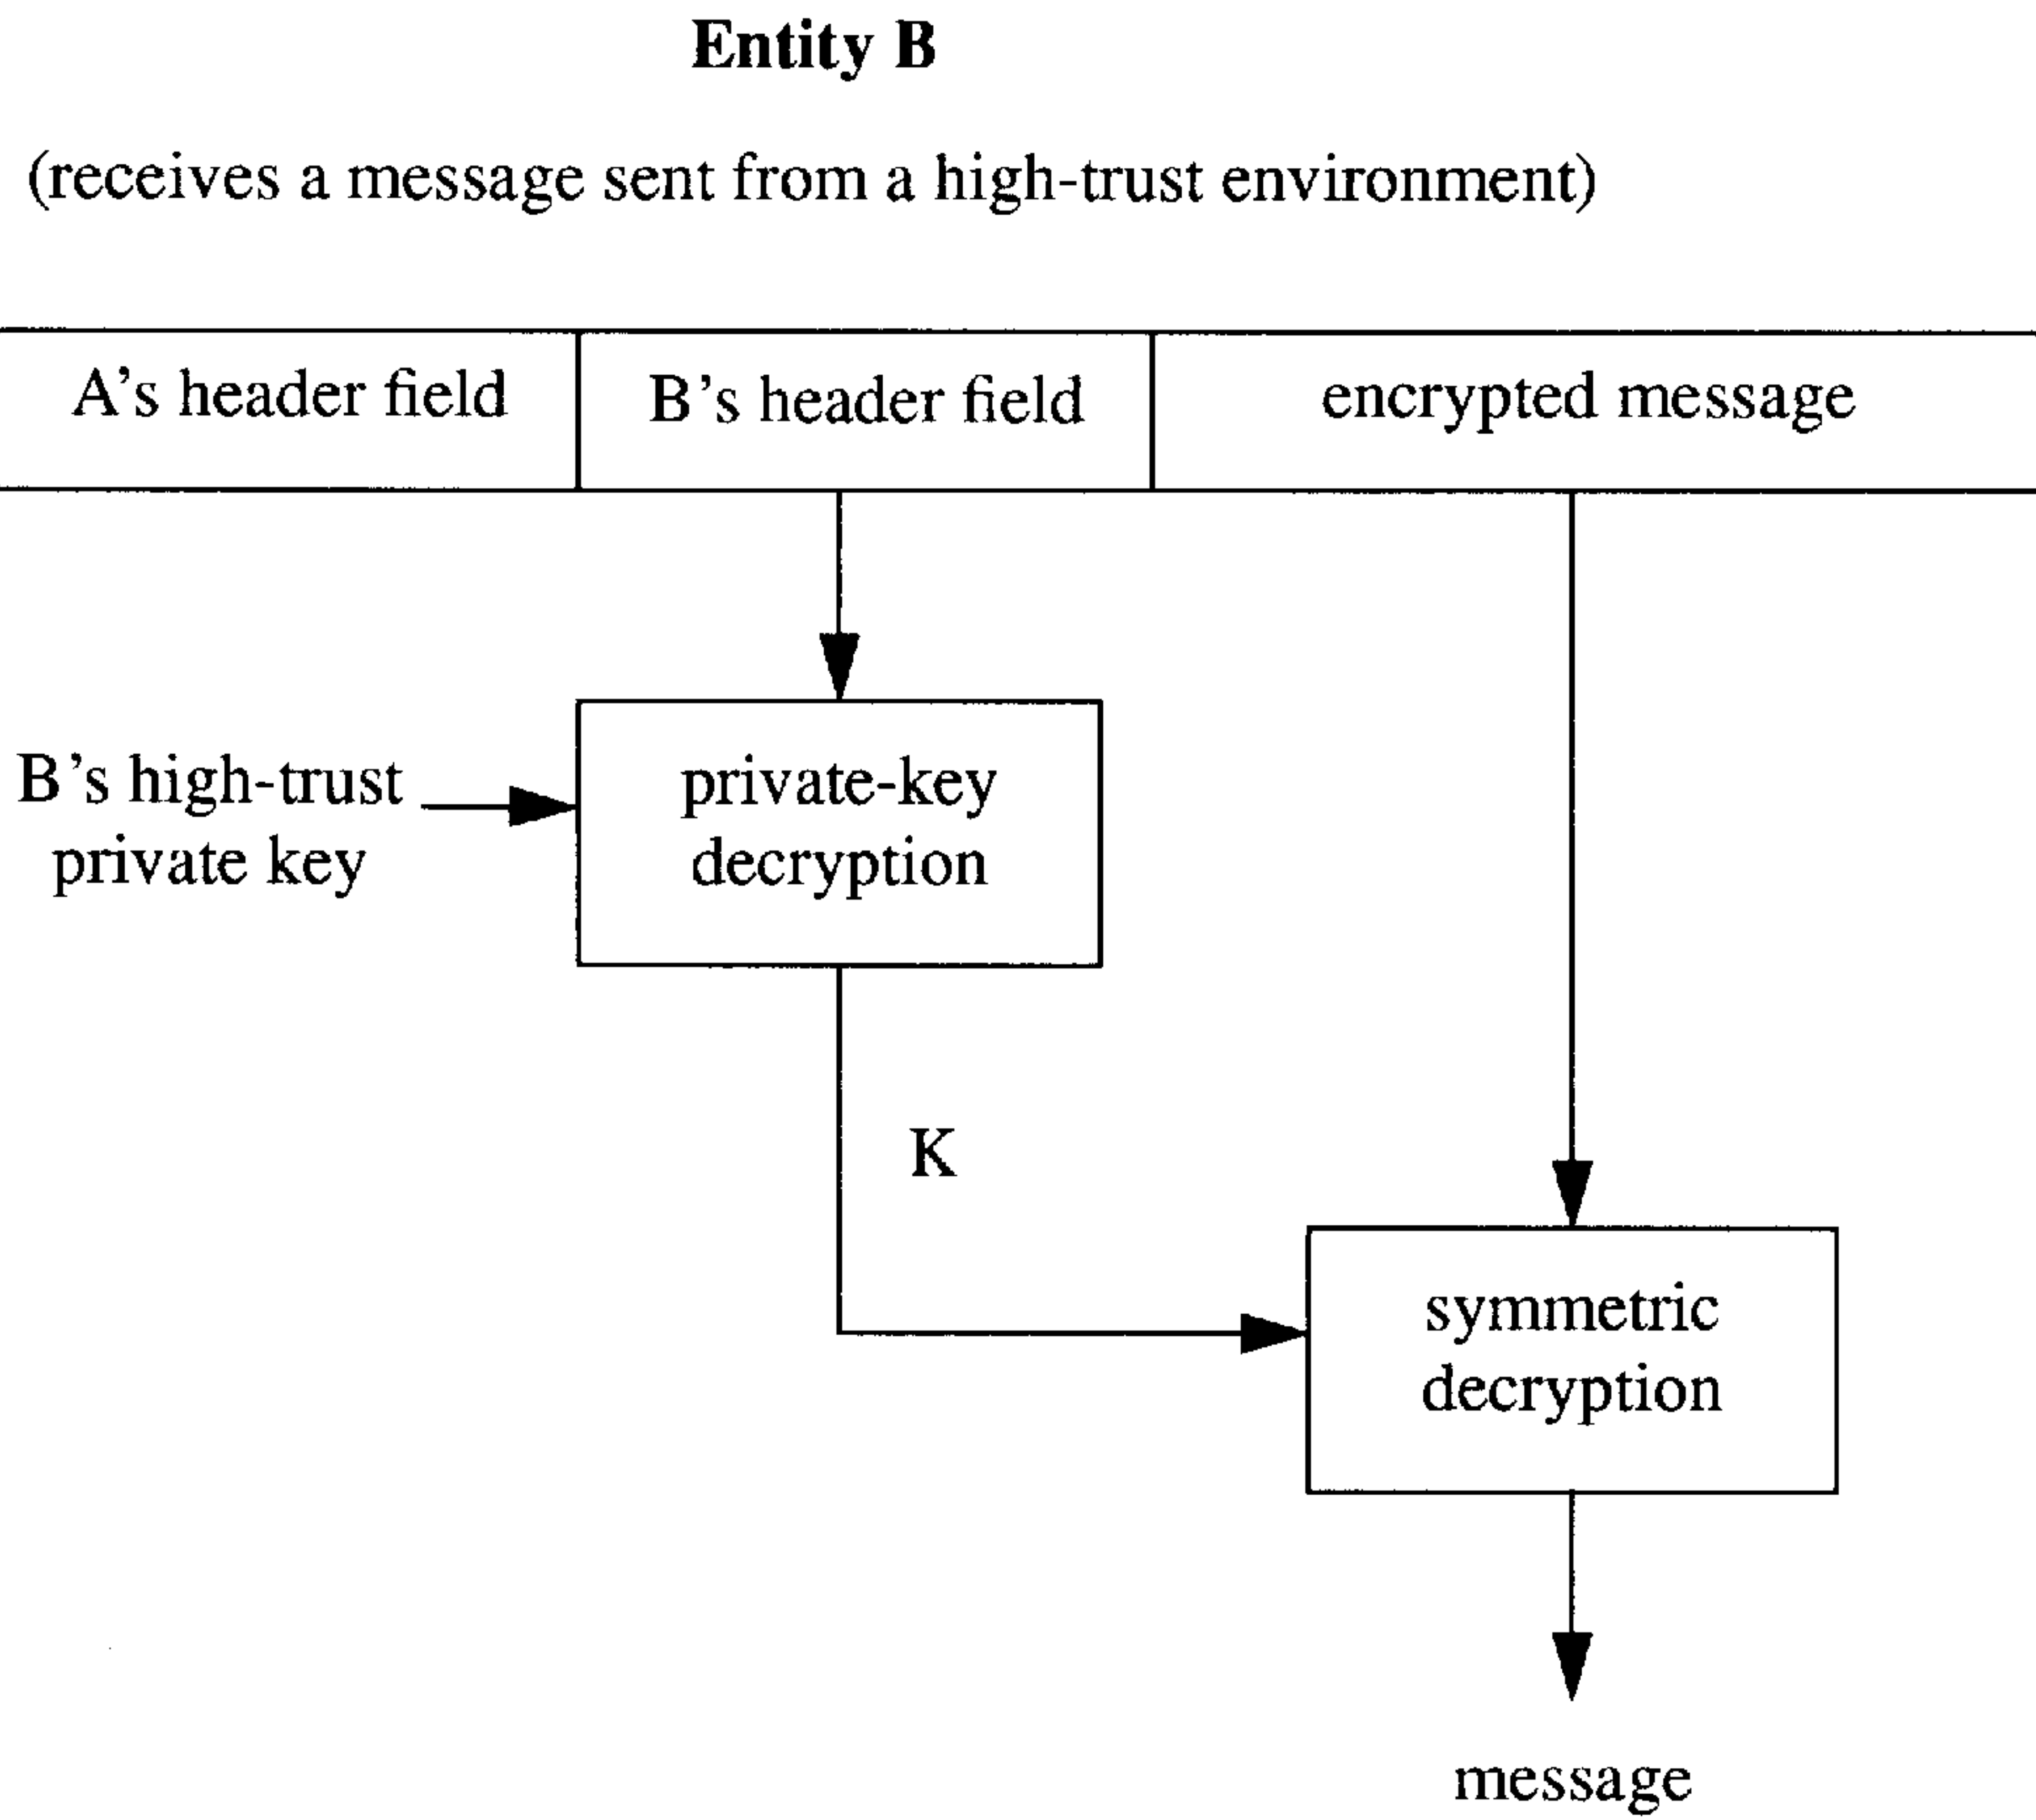 Entity B
(receives a message sent from a high-trust environment)
A's header field
B's header field
encrypted message
B's high-trust
private key
private-key
decryption
K
symmetric
decryption
message